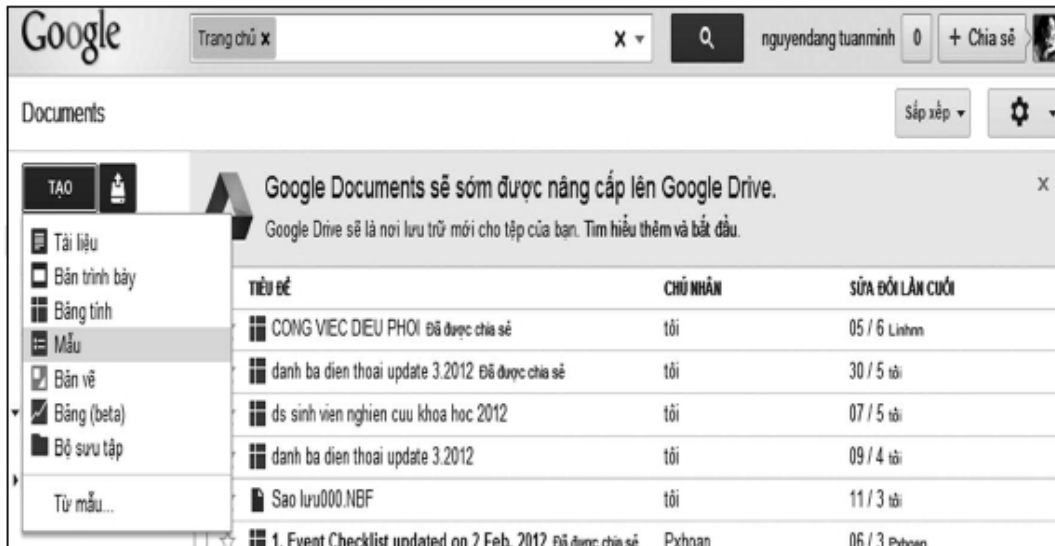 Google
Trang chủ x
nguyendang tuanminh 0 + Chia sẻ
Documents
Sắp xếp
TẠO
Google Documents sẽ sớm được nâng cấp lên Google Drive.
Google Drive sẽ là nơi lưu trữ mới cho tệp của bạn. Tìm hiểu thêm và bắt đầu.
Tài liệu
Bản trình bày
Bảng tính
Mẫu
Bản vẽ
Bảng (beta)
Bộ sưu tập
Từ mẫu...
TIÊU ĐỀ CHỦ NHÂN SỬA ĐỔI LẦN CUỐI
CONG VIEC DIEU PHOI Đã được chia sẻ tôi 05 / 6 Linhnn
danh ba dien thoai update 3.2012 Đã được chia sẻ tôi 30 / 5 tôi
ds sinh vien nghien cuu khoa hoc 2012 tôi 07 / 5 tôi
danh ba dien thoai update 3.2012 tôi 09 / 4 tôi
Sao lưu000.NBF tôi 11 / 3 tôi
1. Event Checklist updated on 2 Feb, 2012 Đã được chia sẻ Pxhoan 06 / 3 Pxhoan